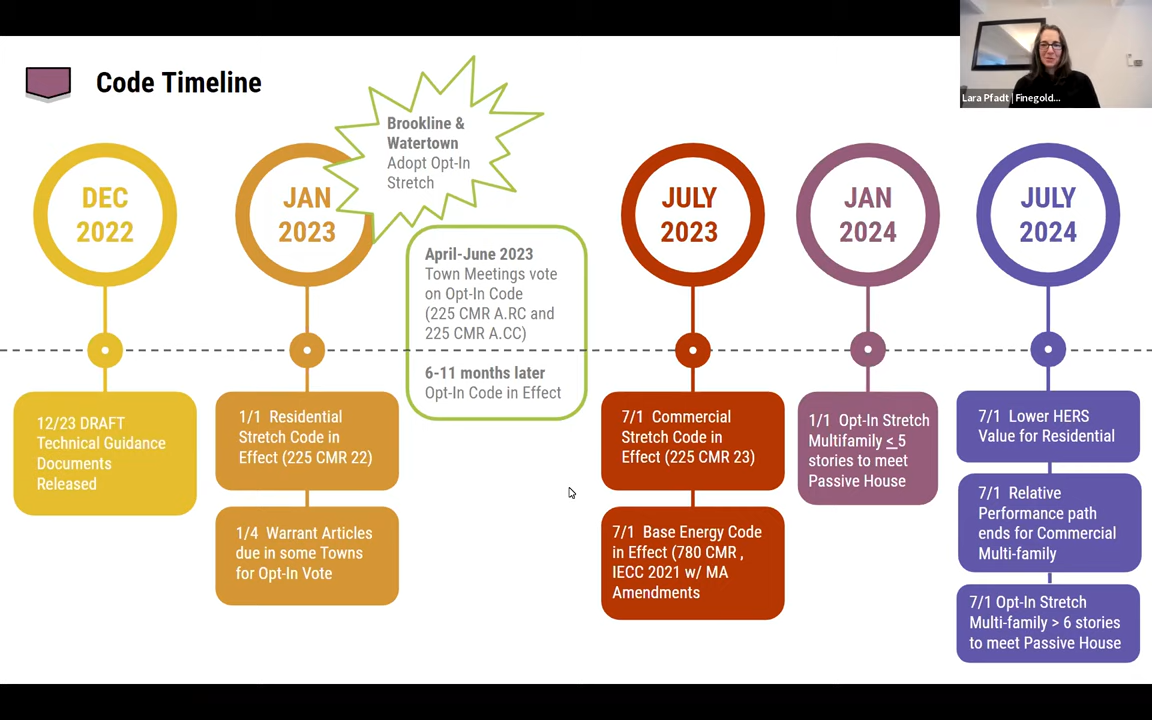 Code Timeline
Lara Pfadt | Finegold...
DEC
2022
JAN
2023
Brookline &
Watertown
Adopt Opt-In
Stretch
April-June 2023
Town Meetings vote
on Opt-In Code
(225 CMR A.RC and
225 CMR A.CC)
6-11 months later
Opt-In Code in Effect
JULY
2023
JAN
2024
JULY
2024
12/23 DRAFT
Technical Guidance
Documents
Released
1/1 Residential
Stretch Code in
Effect (225 CMR 22)
1/4 Warrant Articles
due in some Towns
for Opt-In Vote
7/1 Commercial
Stretch Code in
Effect (225 CMR 23)
7/1 Base Energy Code
in Effect (780 CMR ,
IECC 2021 w/ MA
Amendments
1/1 Opt-In Stretch
Multifamily < 5
stories to meet
Passive House
7/1 Lower HERS
Value for Residential
7/1 Relative
Performance path
ends for Commercial
Multi-family
7/1 Opt-In Stretch
Multi-family > 6 stories
to meet Passive House